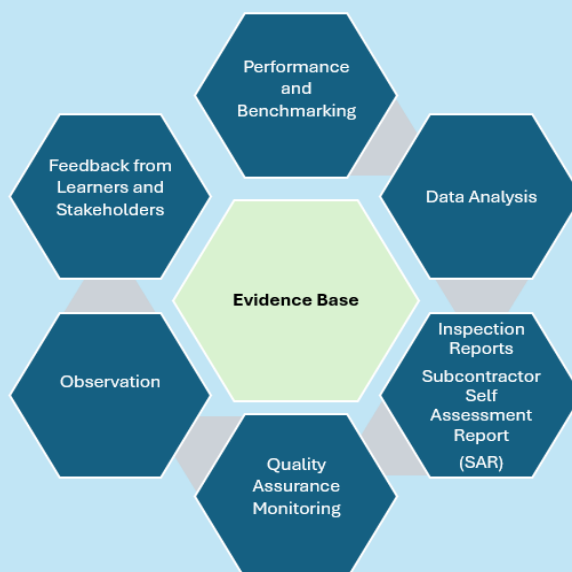 Performance
and
Benchmarking
Feedback from
Learners and
Stakeholders
Data Analysis
Evidence Base
Inspection
Reports
Subcontractor
Self
Assessment
Report
(SAR)
Observation
Quality
Assurance
Monitoring